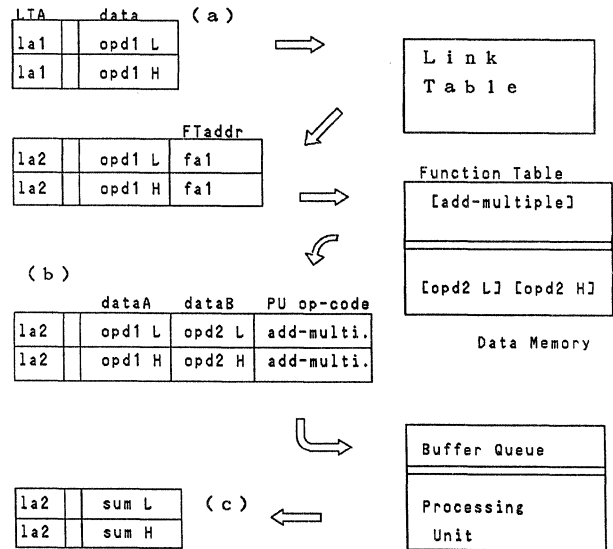 LTA data (a)
la1 opd1 L
la1 opd1 H
Link
Table
FTaddr
la2 opd1 L fa1
la2 opd1 H fa1
Function Table
[add-multiple]
[opd2 L] [opd2 H]
Data Memory
(b)
dataA dataB PU op-code
la2 opd1 L opd2 L add-multi.
la2 opd1 H opd2 H add-multi.
Buffer Queue
Processing
Unit
la2 sum L (c)
la2 sum H